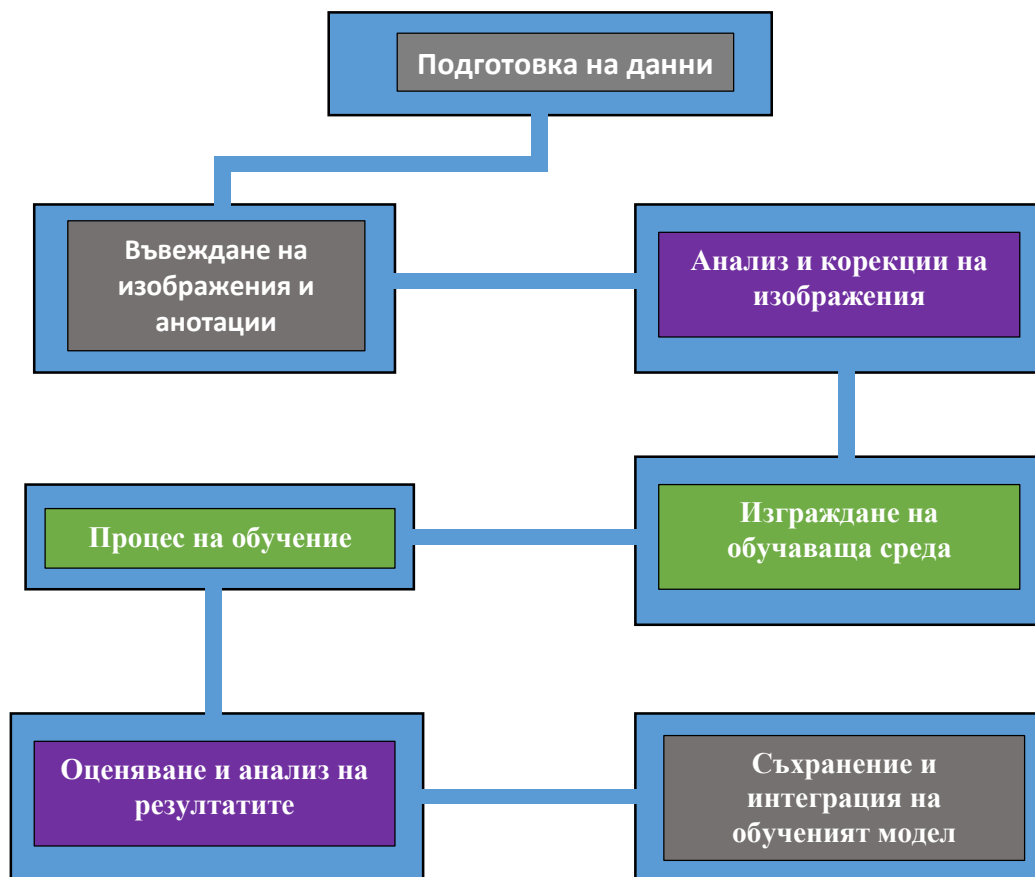 Подготовка на данни
Въвеждане на
изображения и
анотации
Анализ и корекции на
изображения
Изграждане на
обучаваща среда
Процес на обучение
Оценяване и анализ на
резултатите
Съхранение и
интеграция на
обученият модел